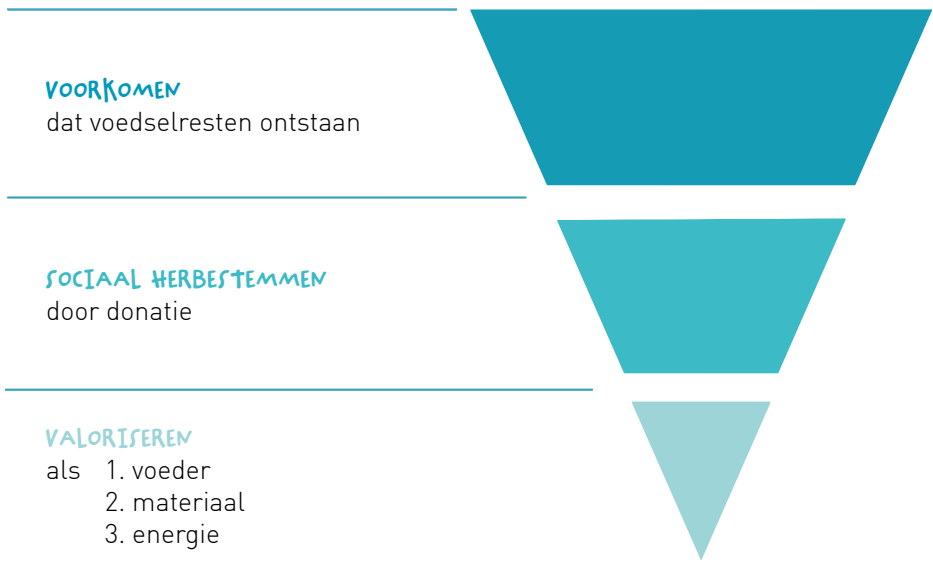 VOORKOMEN
dat voedselresten ontstaan
SOCIAAL HERBESTEMMEN
door donatie
VALORISEREN
als 1. voeder
2. materiaal
3. energie